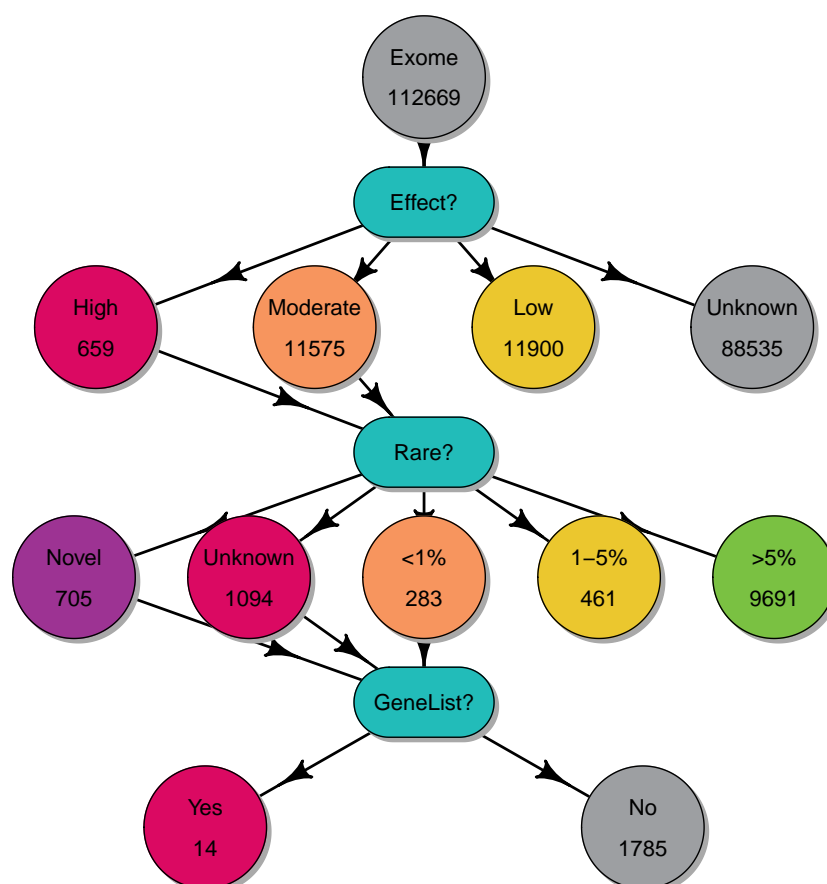 Exome
112669
Effect?
High
659
Moderate
11575
Low
11900
Unknown
88535
Rare?
Novel
705
Unknown
1094
<1%
283
1–5%
461
>5%
9691
GeneList?
Yes
14
No
1785